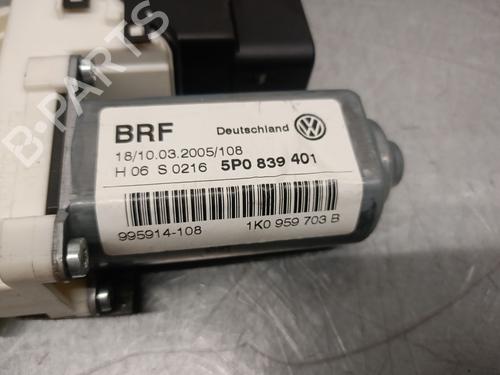 BRF Deutschland
18/10.03.2005/108
H 06 S 0216 5P0 839 401
995914-108 1K0 959 703 B
B-PARTS